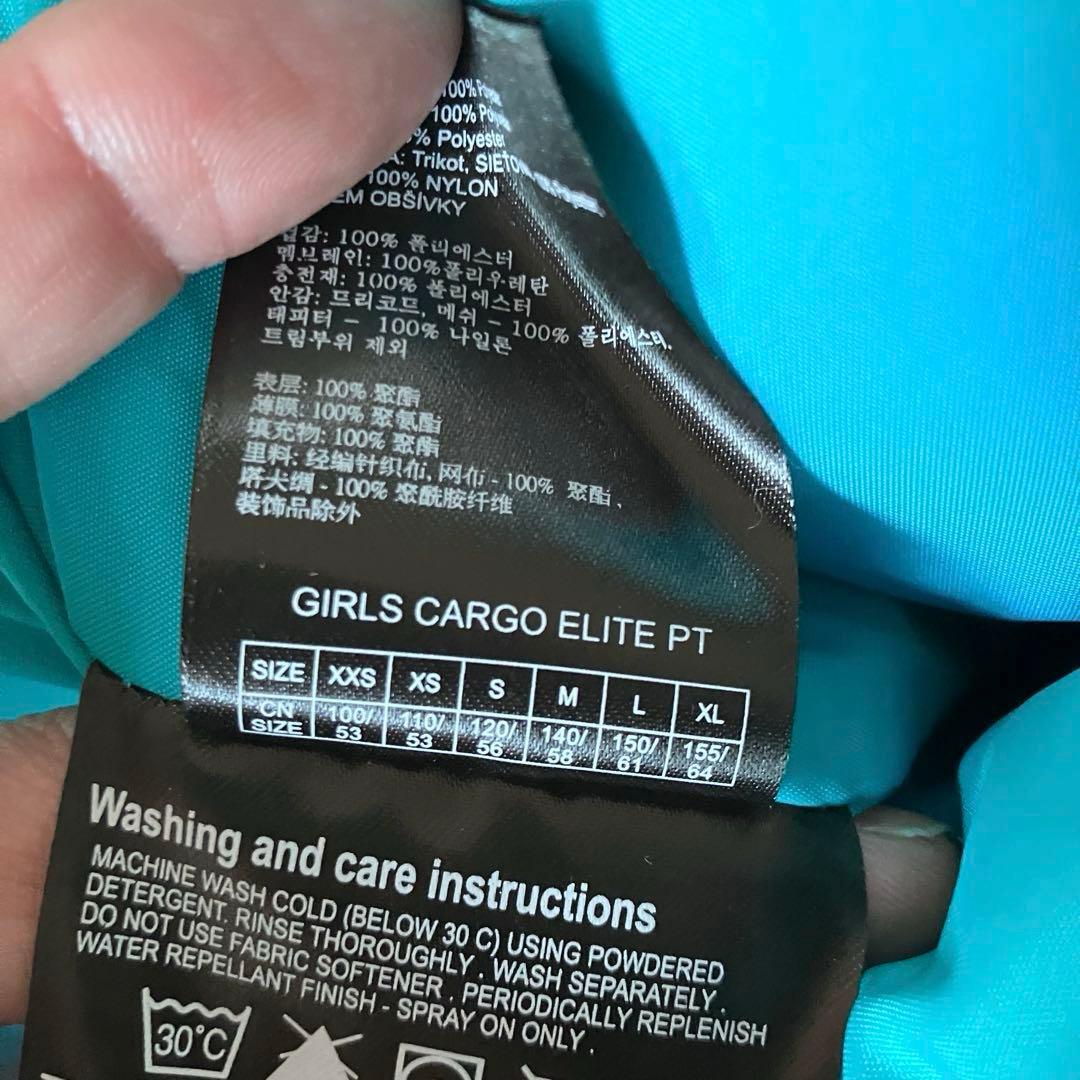 100%
100%
% Polyester
A: Trikot,
100% NYLON
EM OBŠÍVKY
겉감: 100% 폴리에스터
멤브레인: 100%폴리우레탄
충전재: 100% 폴리에스터
안감: 드리코드, 메쉬 – 100% 폴리에스터,
태피터 – 100% 나일론
트림부위 제외
表层: 100% 聚酯
薄膜: 100% 聚氨酯
填充物: 100% 聚酯
里料: 经编针织布, 网布 - 100% 聚酯,
塔夫绸 - 100% 聚酰胺纤维
装饰品除外
GIRLS CARGO ELITE PT
SIZE XXS XS S M L XL
CN SIZE 100/53 110/53 120/56 140/58 150/61 155/64
Washing and care instructions
MACHINE WASH COLD (BELOW 30 C) USING POWDERED
DETERGENT. RINSE THOROUGHLY . WASH SEPARATELY .
DO NOT USE FABRIC SOFTENER . PERIODICALLY REPLENISH
WATER REPELLANT FINISH - SPRAY ON ONLY .
30°C